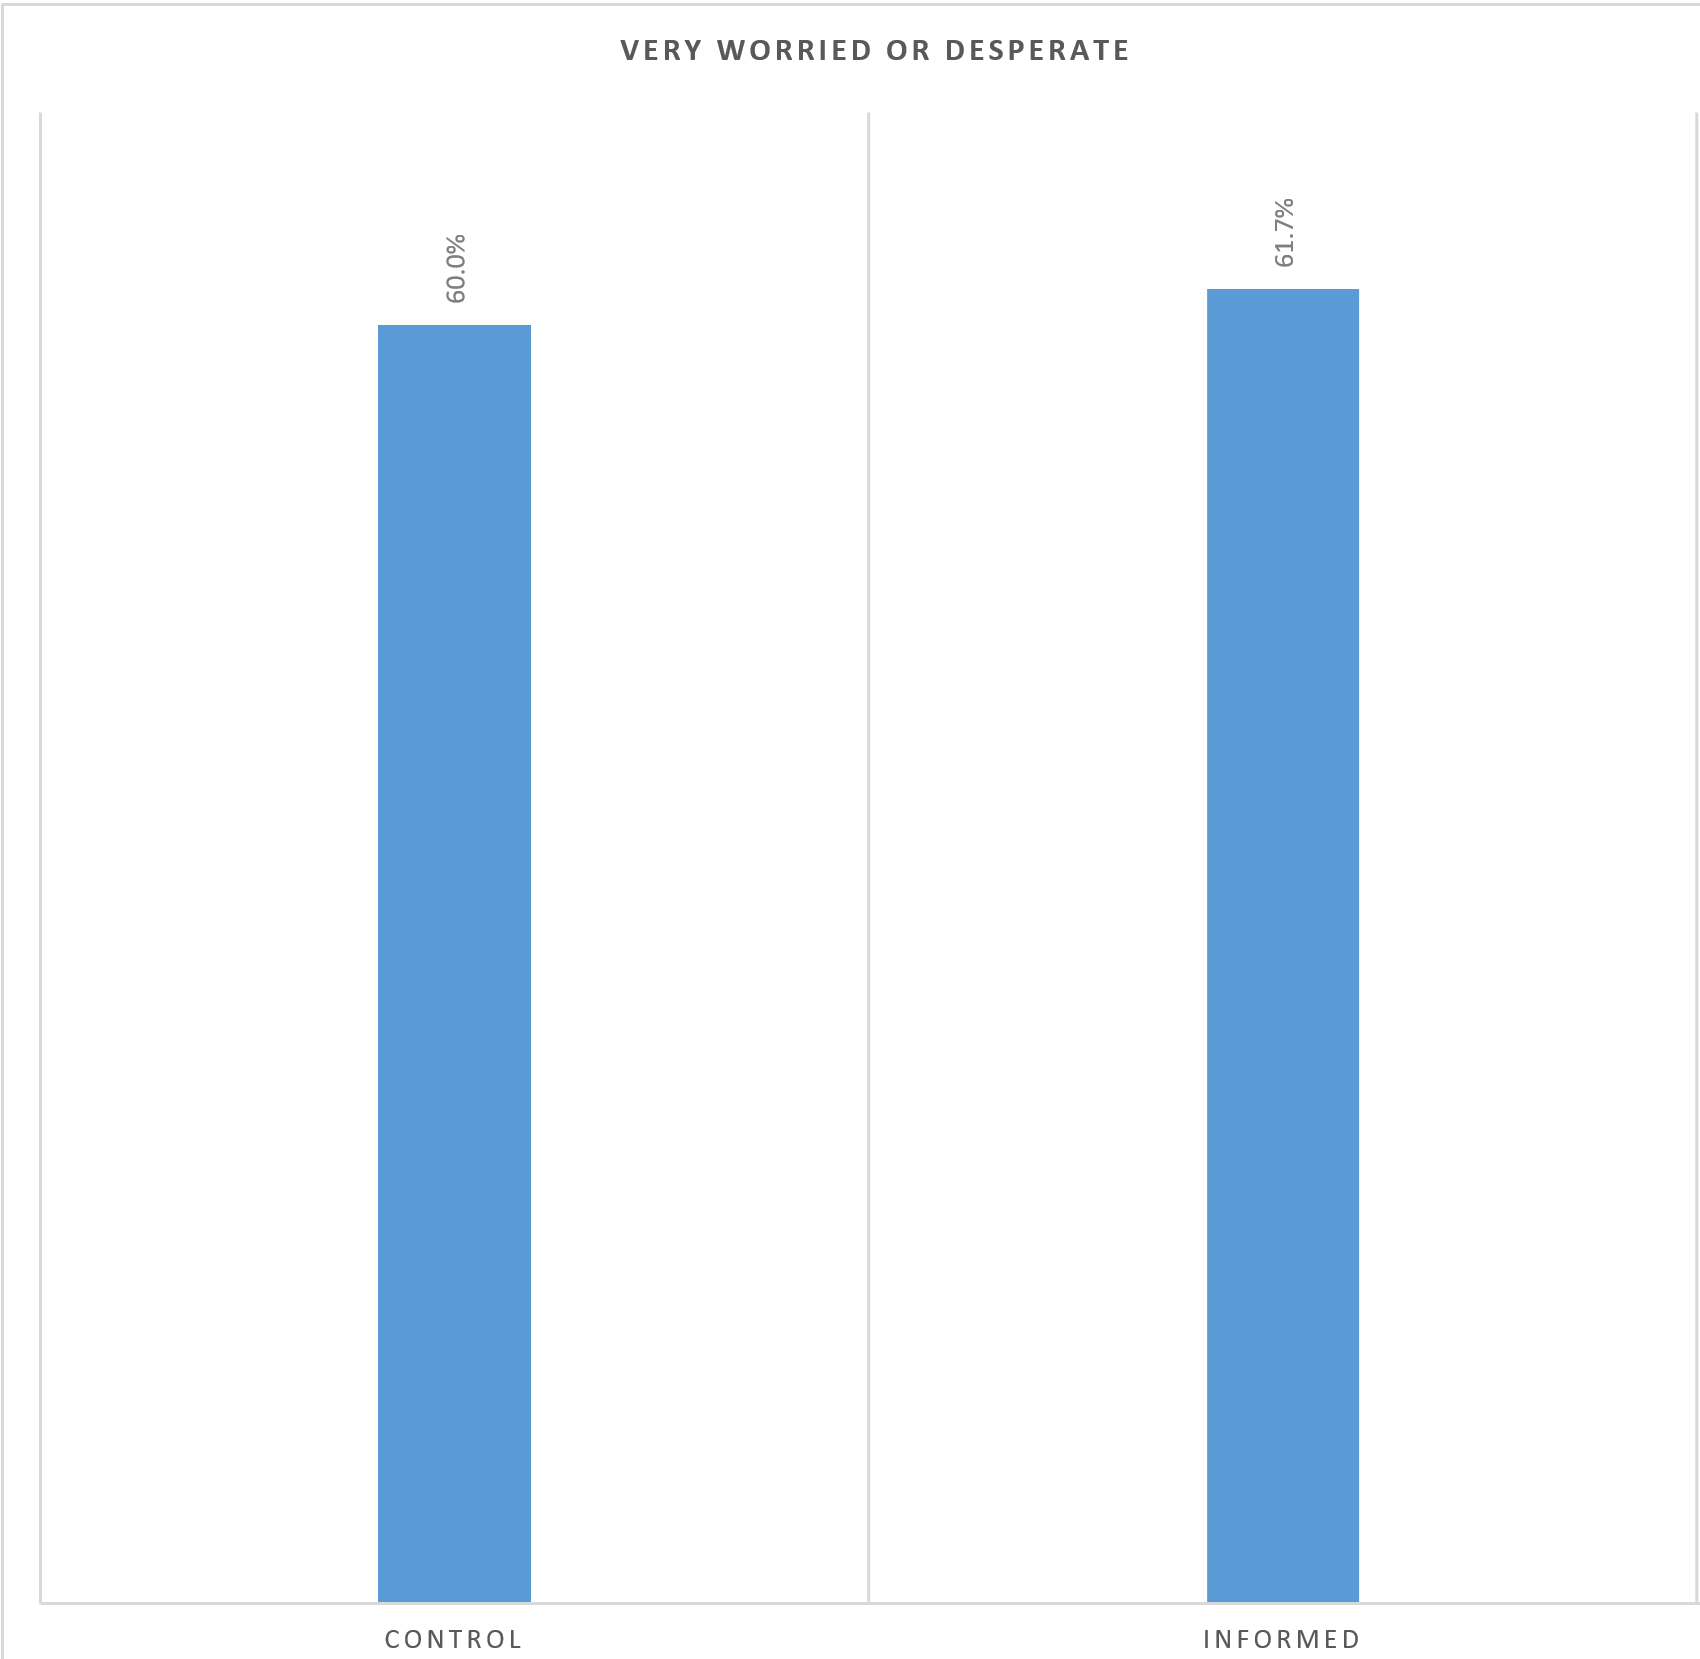 VERY WORRIED OR DESPERATE
60.0%
61.7%
CONTROL
INFORMED